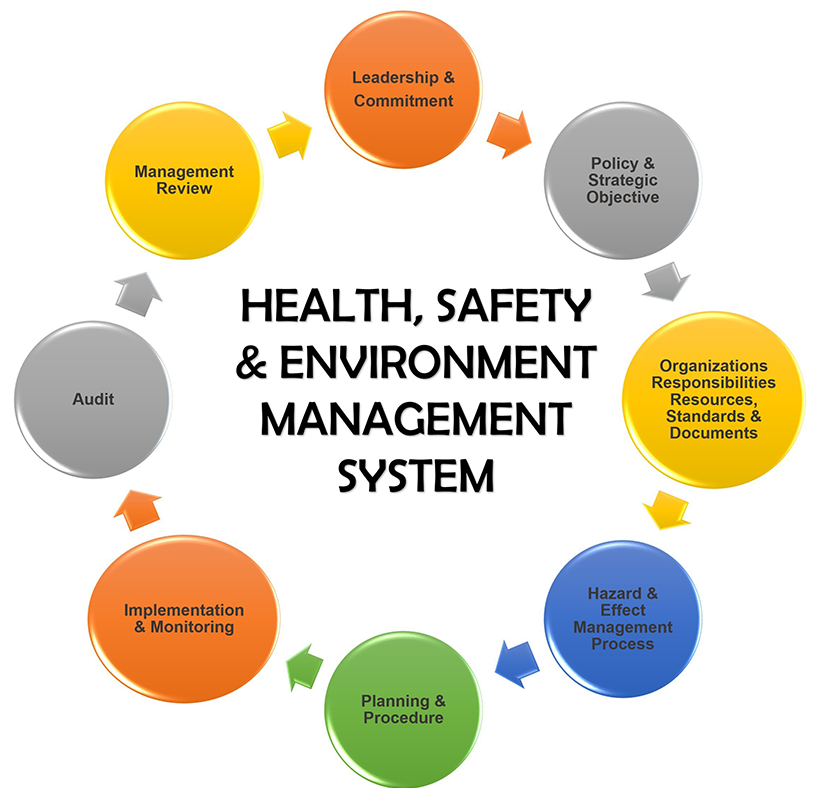 Leadership &
Commitment
Policy &
Strategic
Objective
Organizations
Responsibilities
Resources,
Standards &
Documents
Hazard &
Effect
Management
Process
Planning &
Procedure
Implementation
& Monitoring
Audit
Management
Review
HEALTH, SAFETY
& ENVIRONMENT
MANAGEMENT
SYSTEM